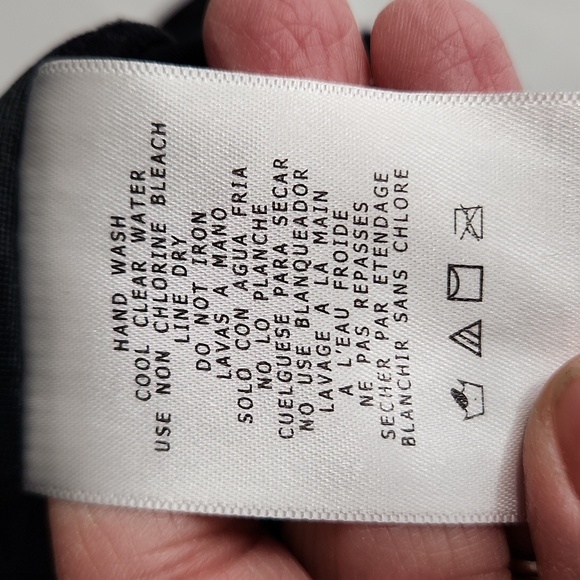 HAND WASH
COOL CLEAR WATER
USE NON CHLORINE BLEACH
LINE DRY
DO NOT IRON
LAVAS A MANO
SOLO CON AGUA FRIA
NO LO PLANCHE
CUELGUESE PARA SECAR
NO USE BLANQUEADOR
LAVAGE A LA MAIN
A L'EAU FROIDE
NE PAS REPASSES
SECHER PAR ETENDAGE
BLANCHIR SANS CHLORE